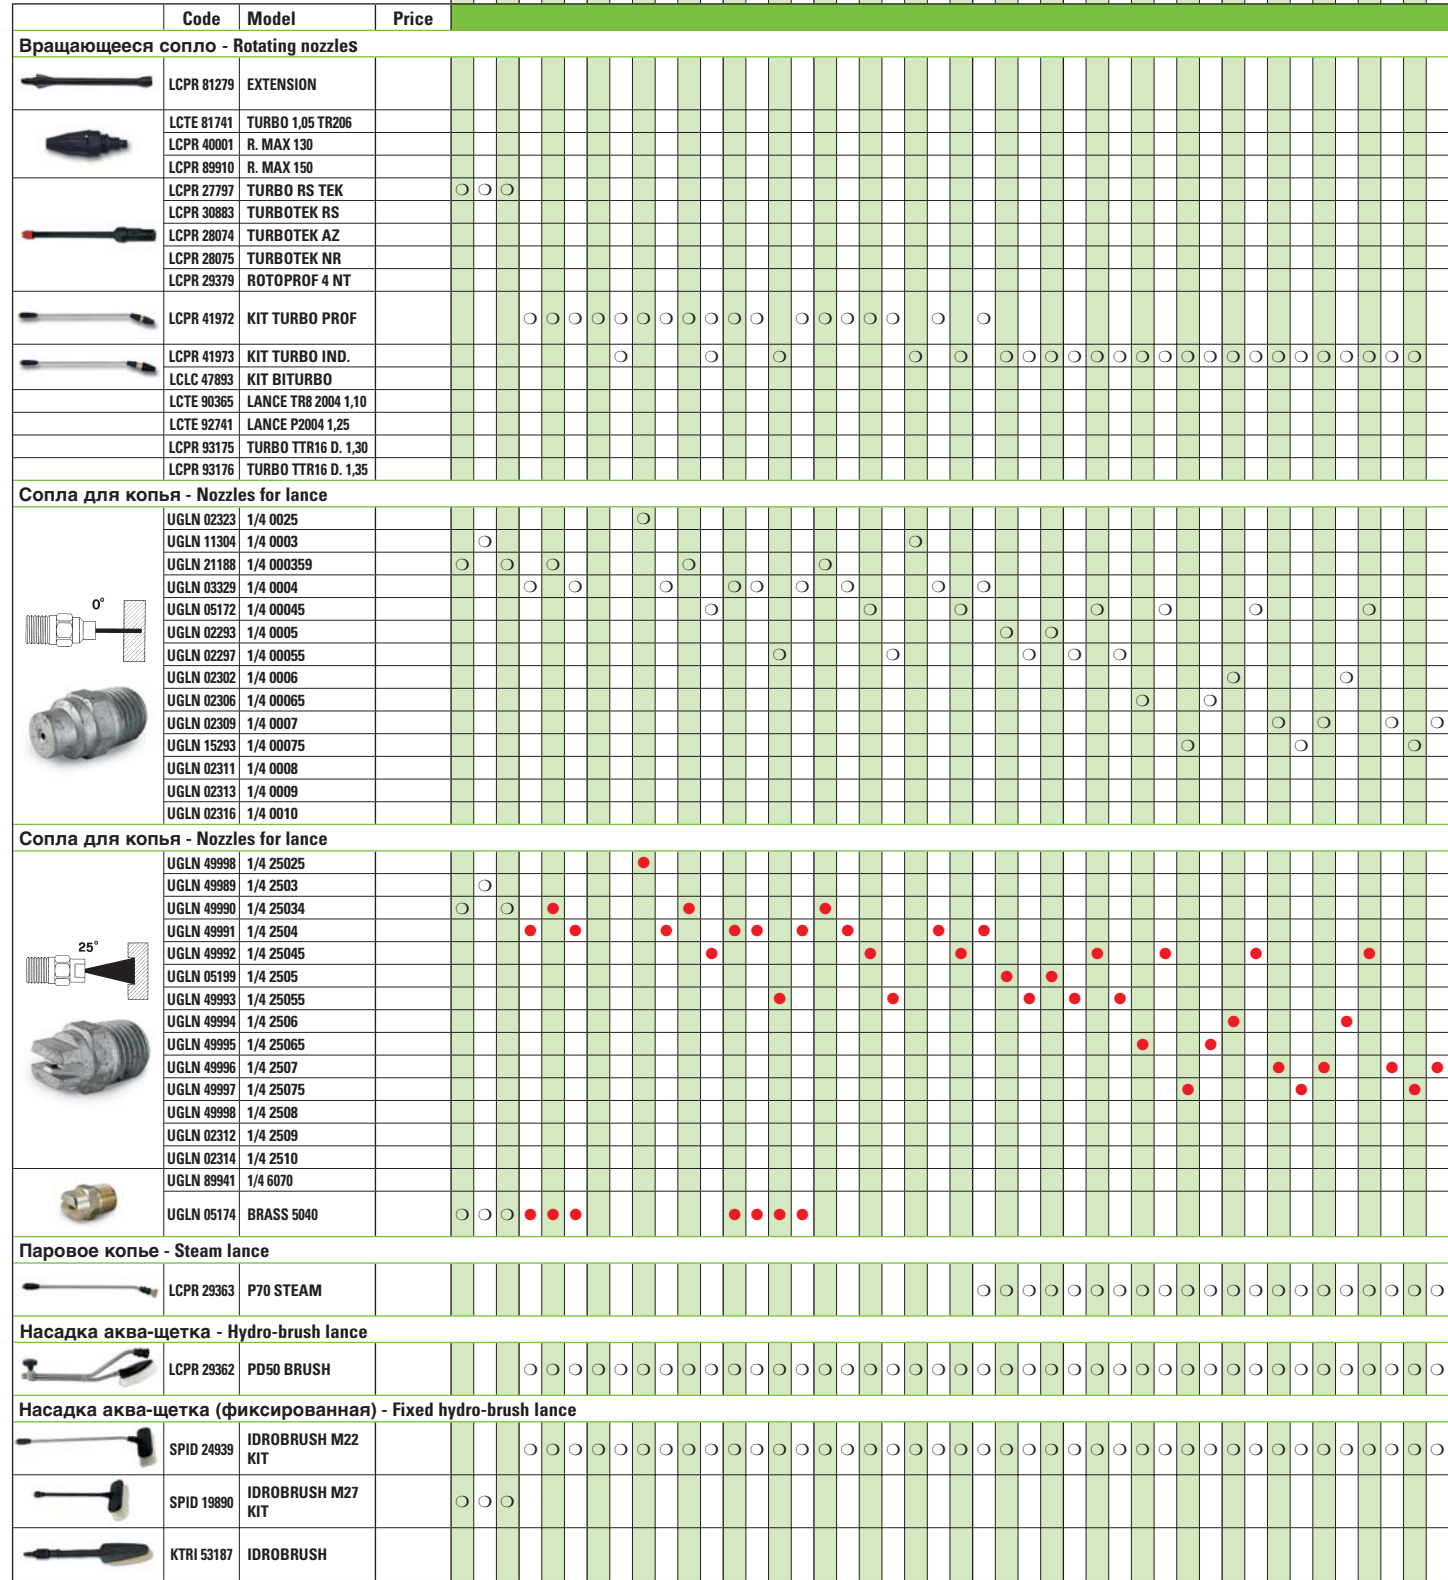 Code Model Price
Вращающееся сопло - Rotating nozzles
LCPR 81279 EXTENSION
LCTE 81741 TURBO 1,05 TR206
LCPR 40001 R. MAX 130
LCPR 89910 R. MAX 150
LCPR 27797 TURBO RS TEK
LCPR 30883 TURBOTEK RS
LCPR 28074 TURBOTEK AZ
LCPR 28075 TURBOTEK NR
LCPR 29379 ROTOPROF 4 NT
LCPR 41972 KIT TURBO PROF
LCPR 41973 KIT TURBO IND.
LCLC 47893 KIT BITURBO
LCTE 90365 LANCE TR8 2004 1,10
LCTE 92741 LANCE P2004 1,25
LCPR 93175 TURBO TTR16 D. 1,30
LCPR 93176 TURBO TTR16 D. 1,35
Сопла для копья - Nozzles for lance
UGLN 02323 1/4 0025
UGLN 11304 1/4 0003
UGLN 21188 1/4 000359
UGLN 03329 1/4 0004
0°
UGLN 05172 1/4 00045
UGLN 02293 1/4 0005
UGLN 02297 1/4 00055
UGLN 02302 1/4 0006
UGLN 02306 1/4 00065
UGLN 02309 1/4 0007
UGLN 15293 1/4 00075
UGLN 02311 1/4 0008
UGLN 02313 1/4 0009
UGLN 02316 1/4 0010
Сопла для копья - Nozzles for lance
UGLN 49998 1/4 25025
UGLN 49989 1/4 2503
UGLN 49990 1/4 25034
UGLN 49991 1/4 2504
25°
UGLN 49992 1/4 25045
UGLN 05199 1/4 2505
UGLN 49993 1/4 25055
UGLN 49994 1/4 2506
UGLN 49995 1/4 25065
UGLN 49996 1/4 2507
UGLN 49997 1/4 25075
UGLN 49998 1/4 2508
UGLN 02312 1/4 2509
UGLN 02314 1/4 2510
UGLN 89941 1/4 6070
UGLN 05174 BRASS 5040
Паровое копье - Steam lance
LCPR 29363 P70 STEAM
Насадка аква-щетка - Hydro-brush lance
LCPR 29362 PD50 BRUSH
Насадка аква-щетка (фиксированная) - Fixed hydro-brush lance
SPID 24939 IDROBRUSH M22
KIT
SPID 19890 IDROBRUSH M27
KIT
KTRI 53187 IDROBRUSH